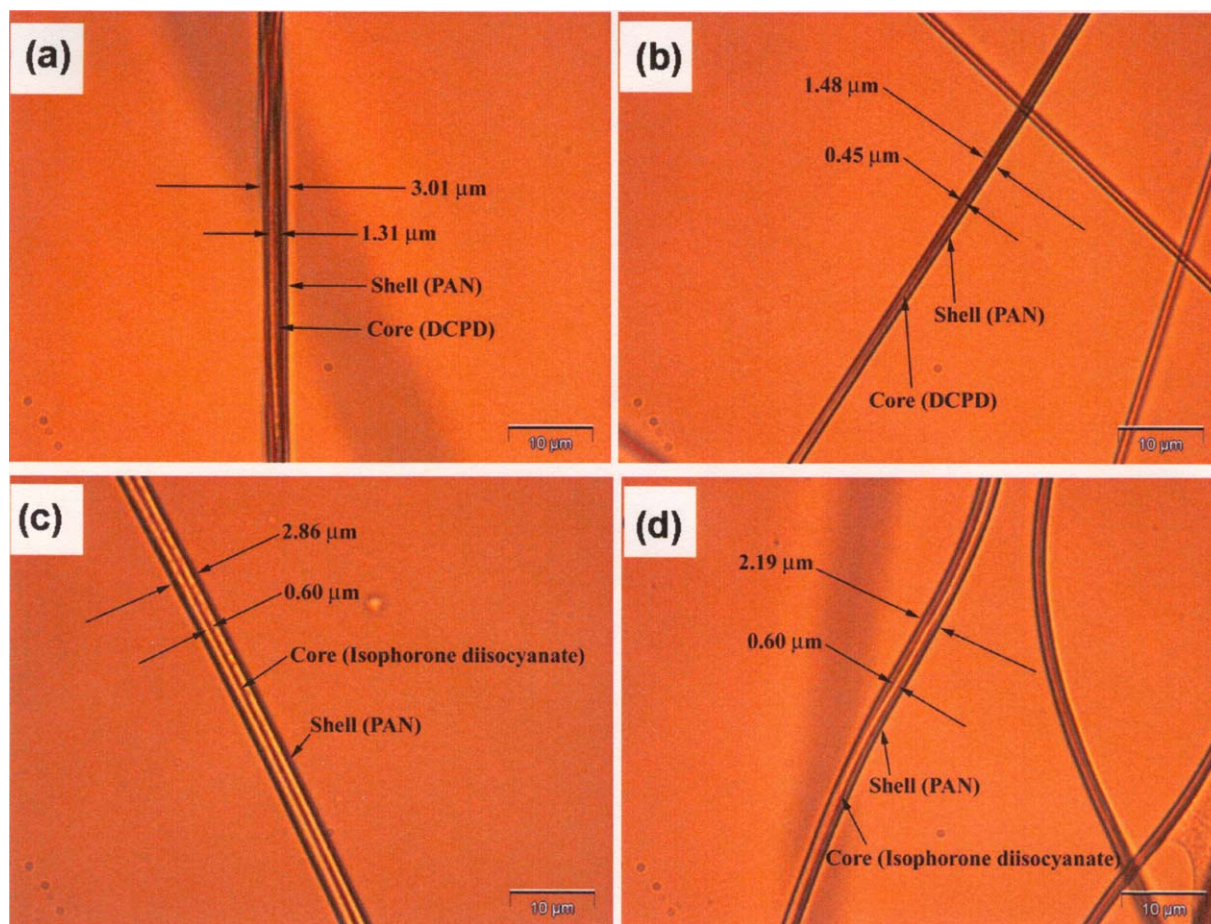 (a)
3.01 μm
1.31 μm
Shell (PAN)
Core (DCPD)
10 μm
(b)
1.48 μm
0.45 μm
Shell (PAN)
Core (DCPD)
10 μm
(c)
2.86 μm
0.60 μm
Core (Isophorone diisocyanate)
Shell (PAN)
10 μm
(d)
2.19 μm
0.60 μm
Shell (PAN)
Core (Isophorone diisocyanate)
10 μm